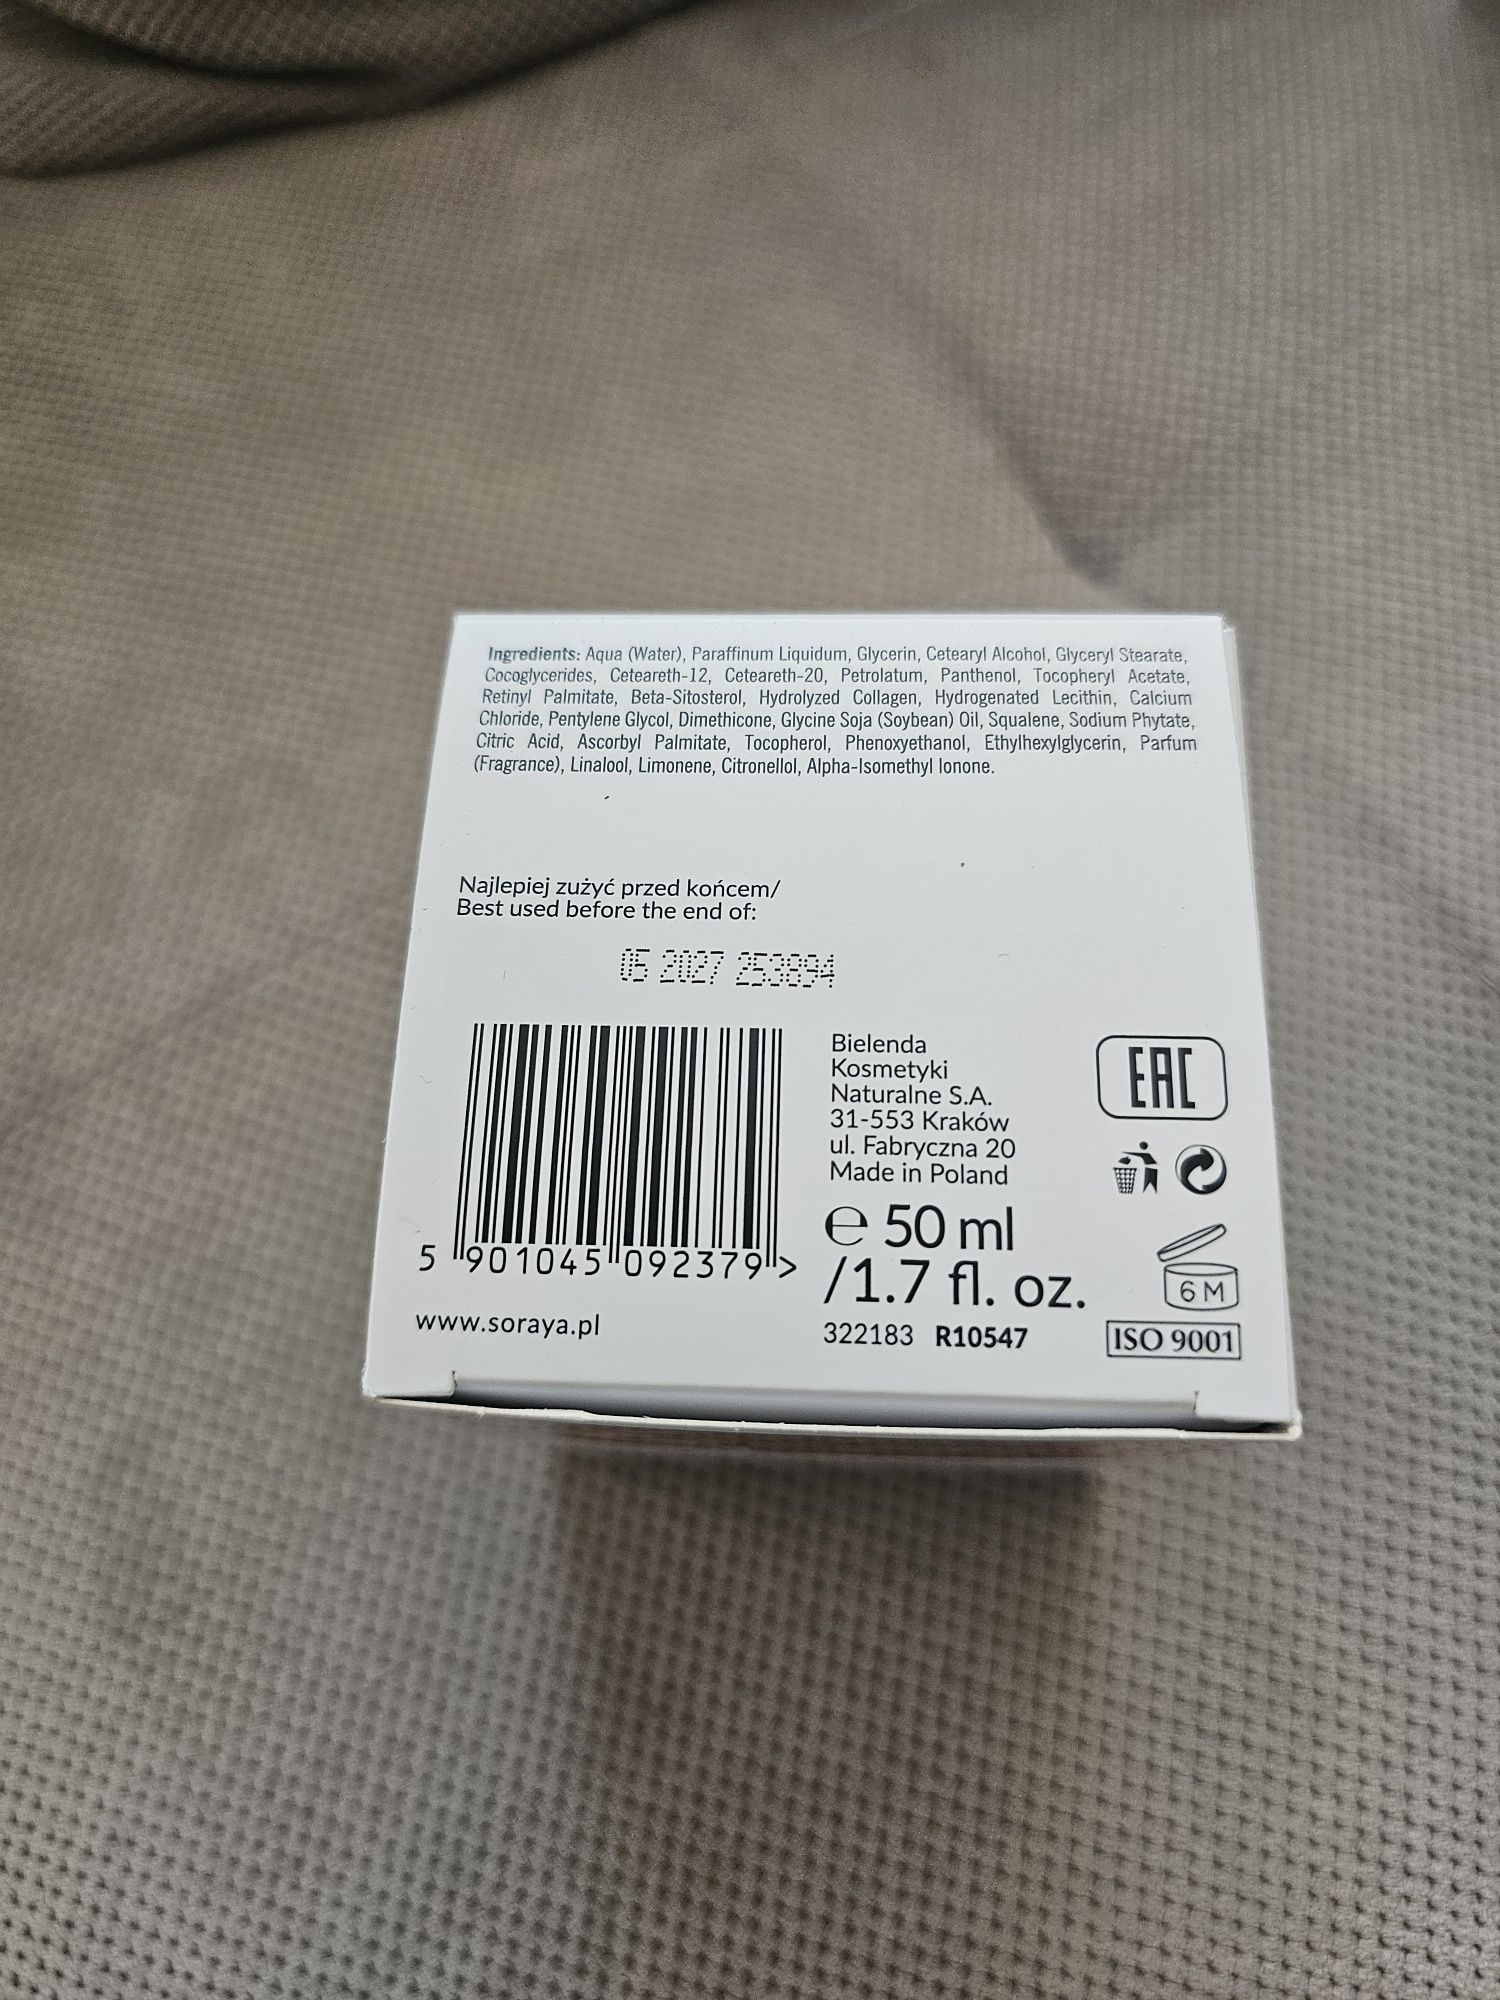 Ingredients: Aqua (Water), Paraffinum Liquidum, Glycerin, Cetearyl Alcohol, Glyceryl Stearate,
Cocoglycerides, Ceteareth-12, Ceteareth-20, Petrolatum, Panthenol, Tocopheryl Acetate,
Retinyl Palmitate, Beta-Sitosterol, Hydrolyzed Collagen, Hydrogenated Lecithin, Calcium
Chloride, Pentylene Glycol, Dimethicone, Glycine Soja (Soybean) Oil, Squalene, Sodium Phytate,
Citric Acid, Ascorbyl Palmitate, Tocopherol, Phenoxyethanol, Ethylhexylglycerin, Parfum
(Fragrance), Linalool, Limonene, Citronellol, Alpha-Isomethyl Ionone.
Najlepiej zużyć przed końcem/
Best used before the end of:
05 2027 253894
5 901045 092379 >
www.soraya.pl
Bielenda
Kosmetyki
Naturalne S.A.
31-553 Kraków
ul. Fabryczna 20
Made in Poland
℮ 50 ml
/1.7 fl. oz.
322183 R10547
EAC
6 M
ISO 9001